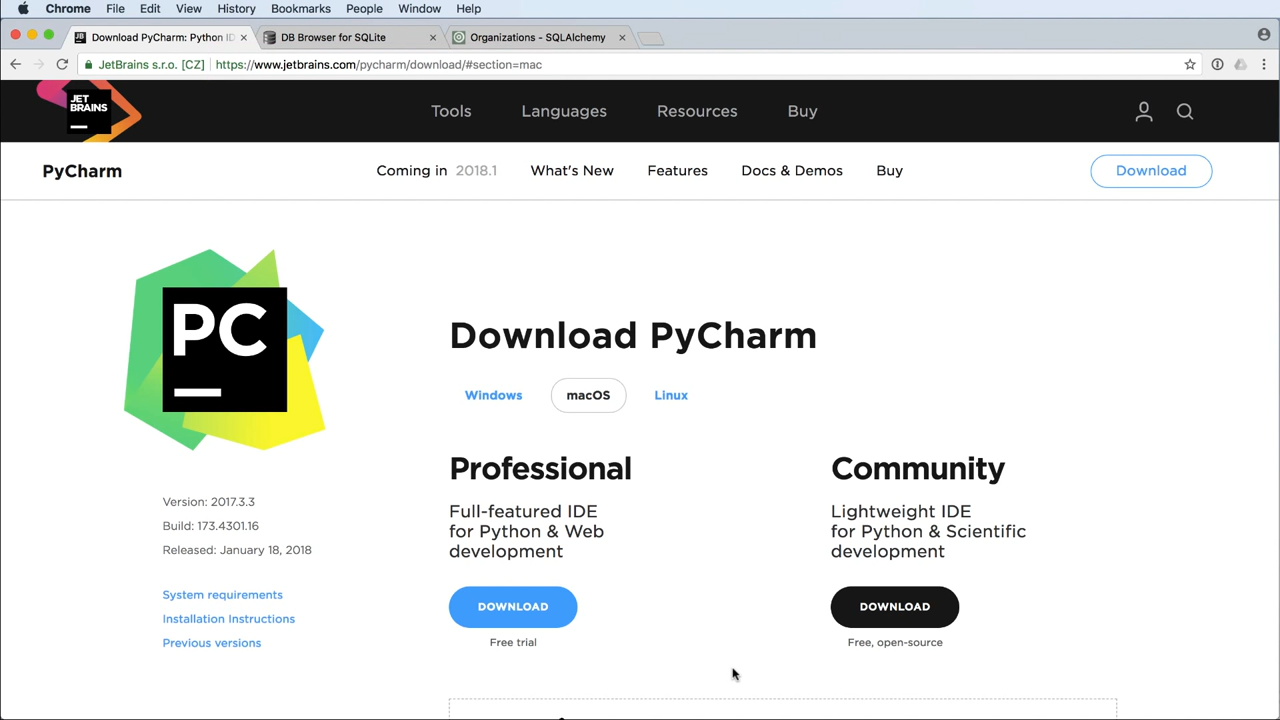 Chrome File Edit View History Bookmarks People Window Help
Download PyCharm: Python ID
DB Browser for SQLite
Organizations - SQLAlchemy
JetBrains s.r.o. [CZ] https://www.jetbrains.com/pycharm/download/#section=mac
JET
BRAINS
Tools Languages Resources Buy
PyCharm Coming in 2018.1 What's New Features Docs & Demos Buy Download
PC
Download PyCharm
Windows macOS Linux
Professional
Full-featured IDE
for Python & Web
development
DOWNLOAD
Free trial
Community
Lightweight IDE
for Python & Scientific
development
DOWNLOAD
Free, open-source
Version: 2017.3.3
Build: 173.4301.16
Released: January 18, 2018
System requirements
Installation Instructions
Previous versions